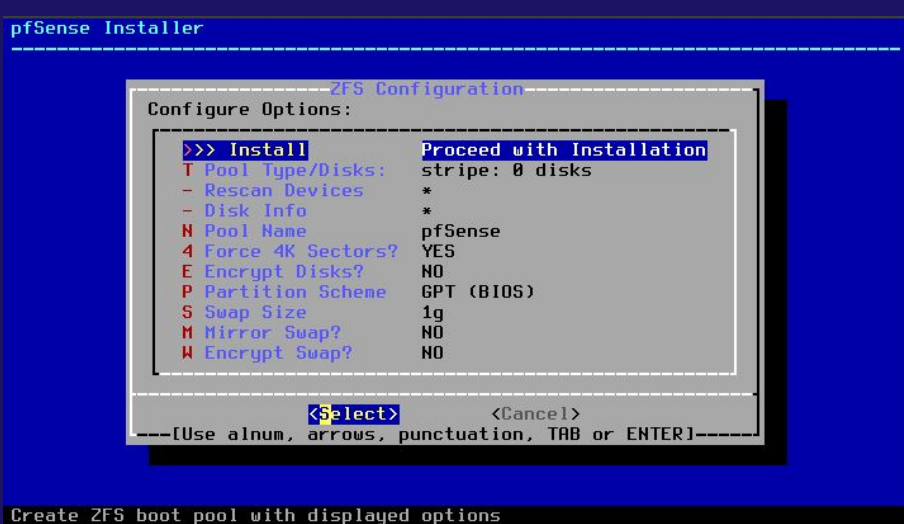 pfSense Installer
ZFS Configuration
Configure Options:
>>> Install Proceed with Installation
T Pool Type/Disks: stripe: 0 disks
- Rescan Devices *
- Disk Info *
N Pool Name pfSense
4 Force 4K Sectors? YES
E Encrypt Disks? NO
P Partition Scheme GPT (BIOS)
S Swap Size 1g
M Mirror Swap? NO
W Encrypt Swap? NO
<Select> <Cancel>
[Use alnum, arrows, punctuation, TAB or ENTER]
Create ZFS boot pool with displayed options